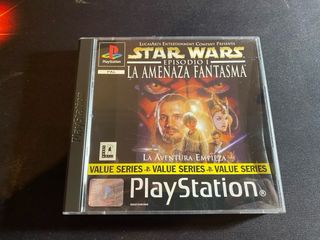 LucasArts Entertainment Company Presents
PlayStation
PAL
STAR WARS
EPISODIO I
LA AMENAZA FANTASMA
LA AVENTURA EMPIEZA
VALUE SERIES VALUE SERIES VALUE SERIES
PlayStation
PlayStation